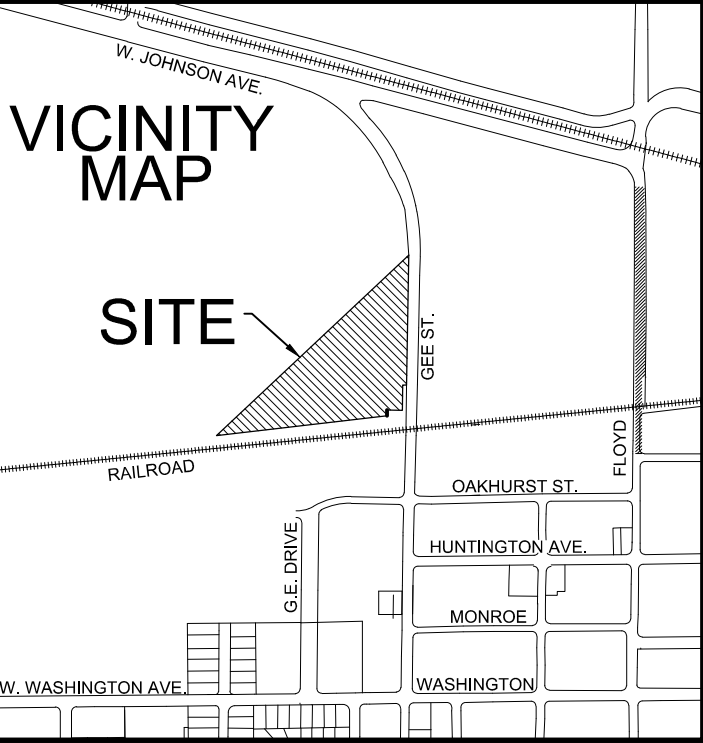 W. JOHNSON AVE.
VICINITY
MAP
SITE
GEE ST.
RAILROAD
FLOYD
OAKHURST ST.
G.E. DRIVE
HUNTINGTON AVE.
MONROE
W. WASHINGTON AVE.
WASHINGTON